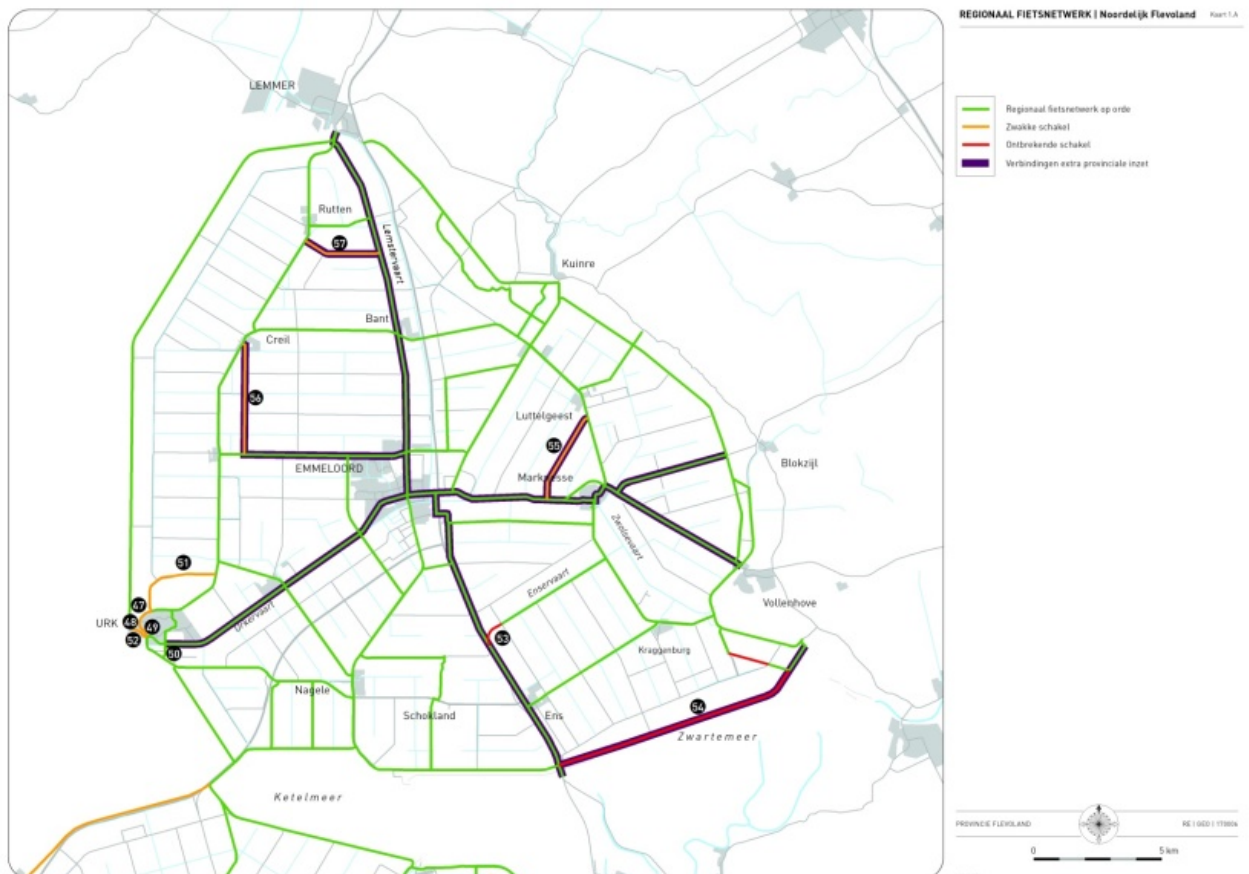 REGIONAAL FIETSNETWERK | Noordelijk Flevoland Kaart 1.A
Regionaal fietsnetwerk op orde
Zwakke schakel
Ontbrekende schakel
Verbindingen extra provinciale inzet
LEMMER
Rutten
57
Lemstervaart
Kuinre
Bant
Creil
56
Luttelgeest
55
EMMELOORD
Marknesse
Blokzijl
Zwolsevaart
51
Enservaart
47
URK
48
49
52
50
Urkervaart
53
Vollenhove
Kraggenburg
Nagele
Schokland
Ens
54
Zwartemeer
Ketelmeer
PROVINCIE FLEVOLAND
0
5 km